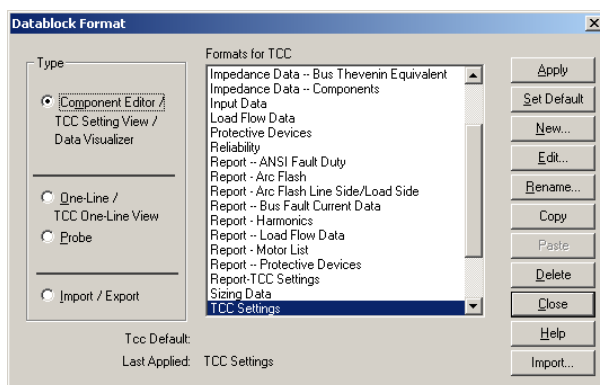 Datablock Format
Type
Component Editor /
TCC Setting View /
Data Visualizer
One-Line /
TCC One-Line View
Probe
Import / Export
Formats for TCC
Impedance Data -- Bus Thevenin Equivalent
Impedance Data -- Components
Input Data
Load Flow Data
Protective Devices
Reliability
Report -- ANSI Fault Duty
Report - Arc Flash
Report - Arc Flash Line Side/Load Side
Report -- Bus Fault Current Data
Report - Harmonics
Report -- Load Flow Data
Report - Motor List
Report -- Protective Devices
Report-TCC Settings
Sizing Data
TCC Settings
Apply
Set Default
New...
Edit...
Rename...
Copy
Paste
Delete
Close
Help
Import...
Tcc Default:
Last Applied: TCC Settings